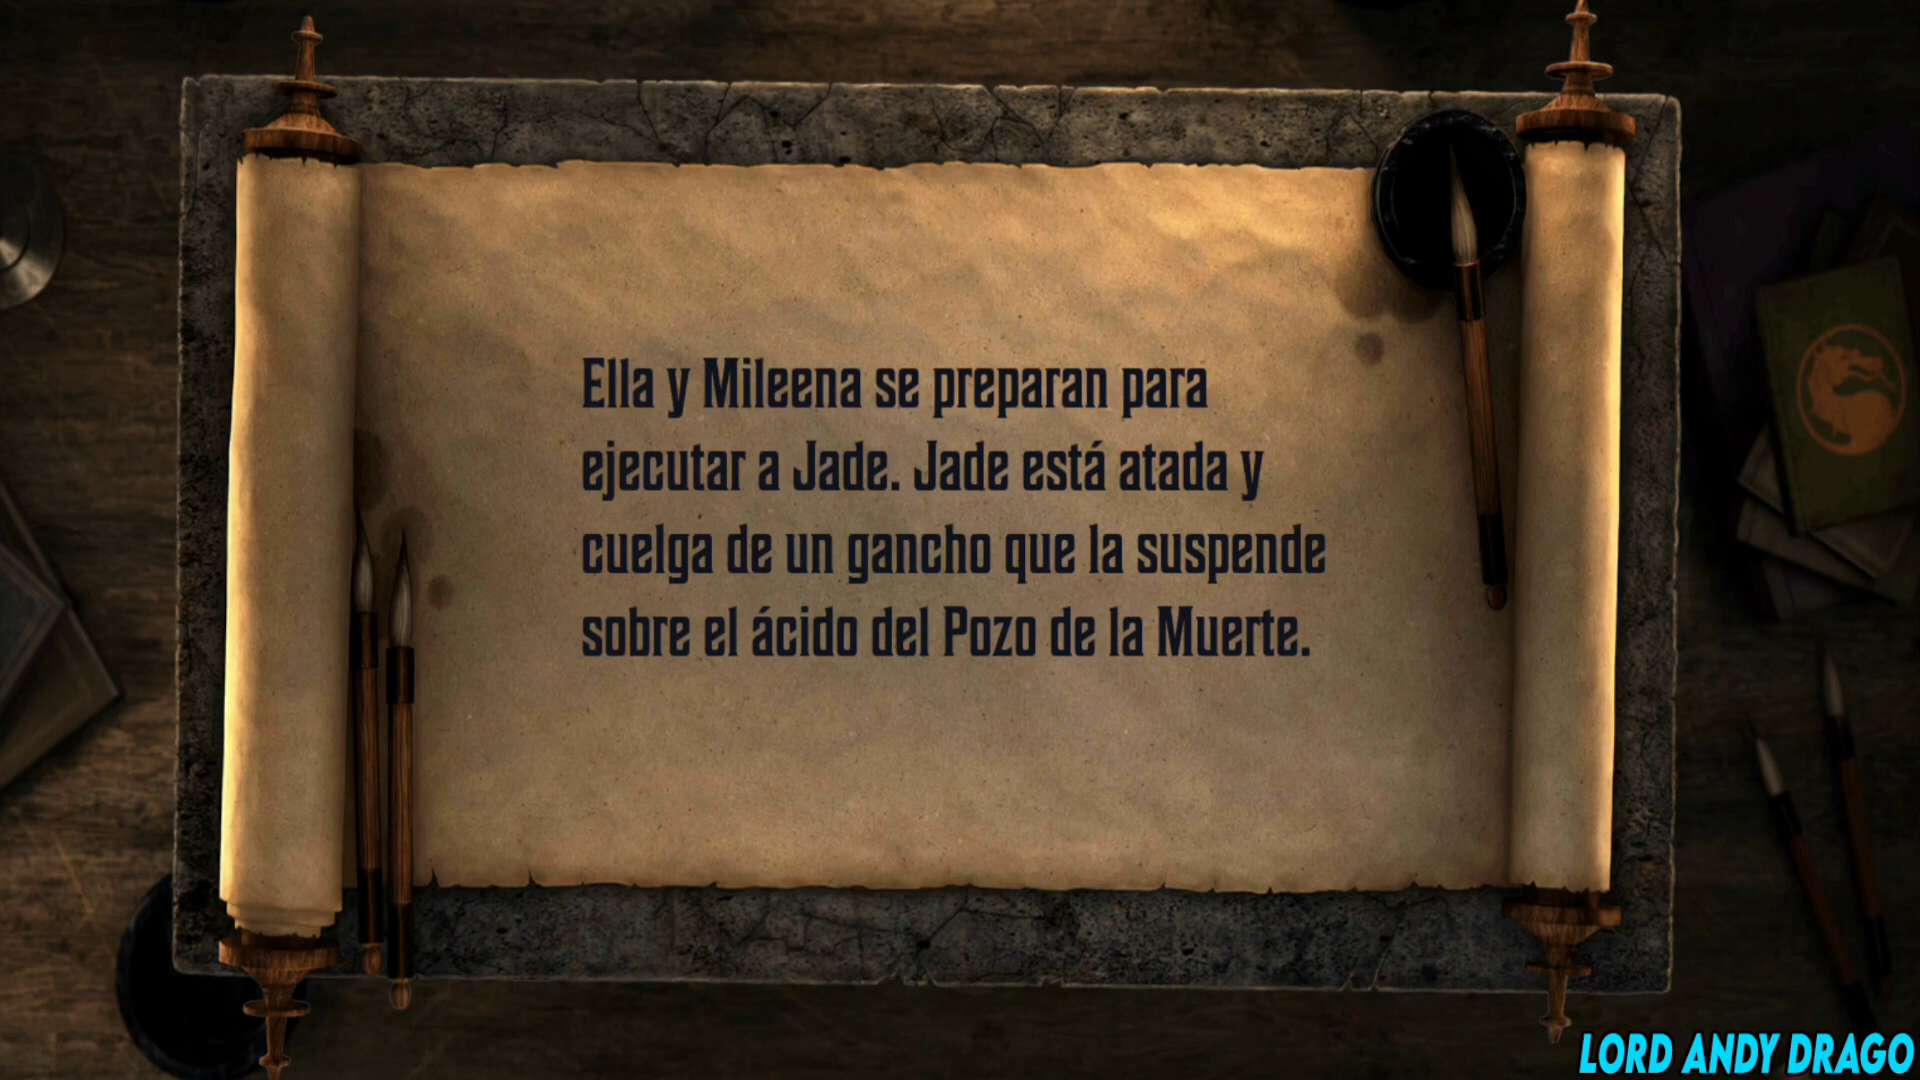 Ella y Mileena se preparan para
ejecutar a Jade. Jade está atada y
cuelga de un gancho que la suspende
sobre el ácido del Pozo de la Muerte.
LORD ANDY DRAGO